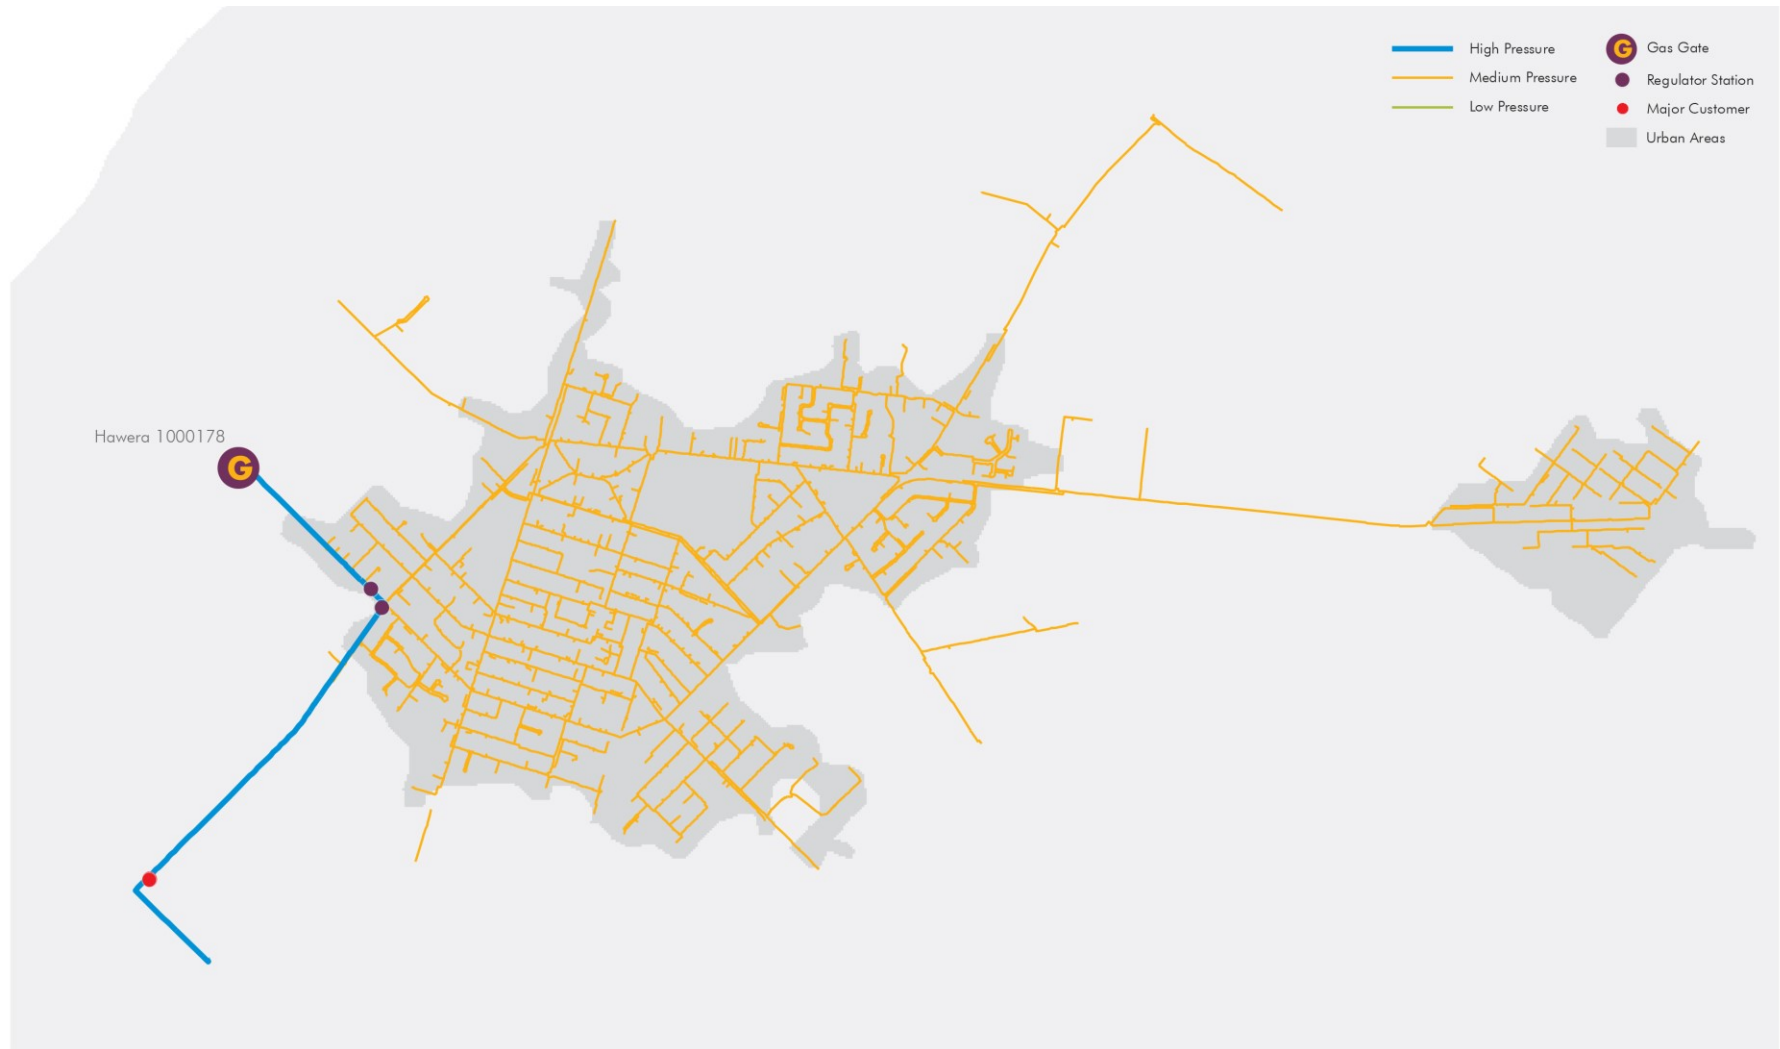 High Pressure
Medium Pressure
Low Pressure
G Gas Gate
Regulator Station
Major Customer
Urban Areas
Hawera 1000178
G